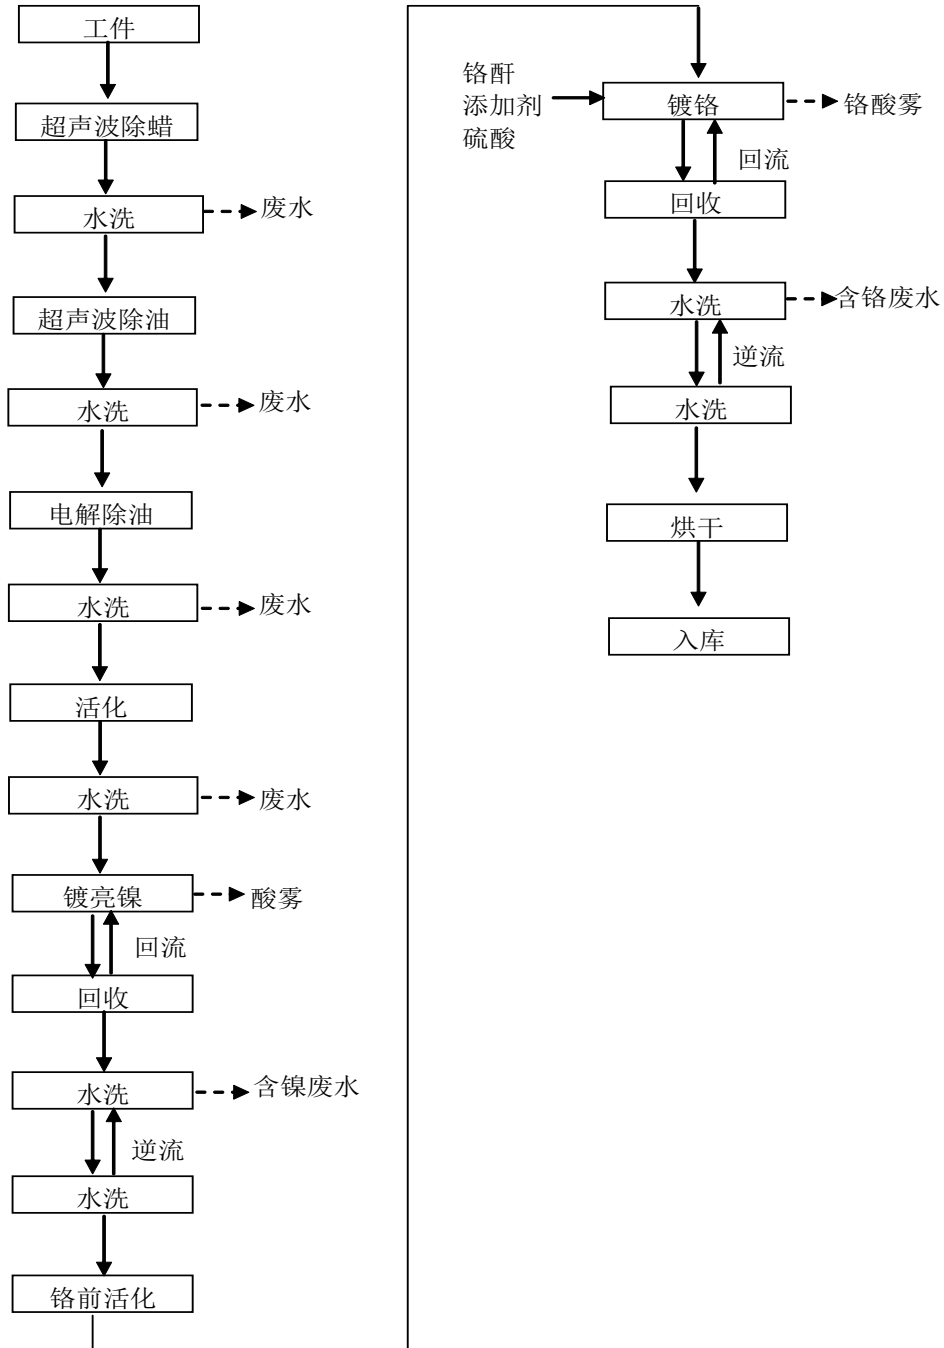 工件
超声波除蜡
水洗
废水
超声波除油
水洗
废水
电解除油
水洗
废水
活化
水洗
废水
镀亮镍
酸雾
回流
回收
水洗
含镍废水
逆流
水洗
铬前活化
铬酐
添加剂
硫酸
镀铬
铬酸雾
回流
回收
水洗
含铬废水
逆流
水洗
烘干
入库